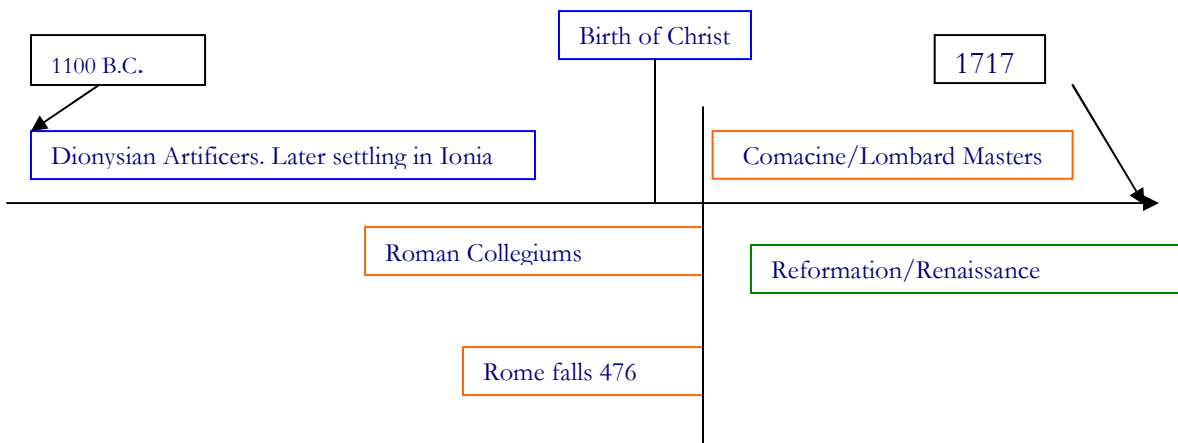 Birth of Christ
1100 B.C.
1717
Dionysian Artificers. Later settling in Ionia
Comacine/Lombard Masters
Roman Collegiums
Reformation/Renaissance
Rome falls 476